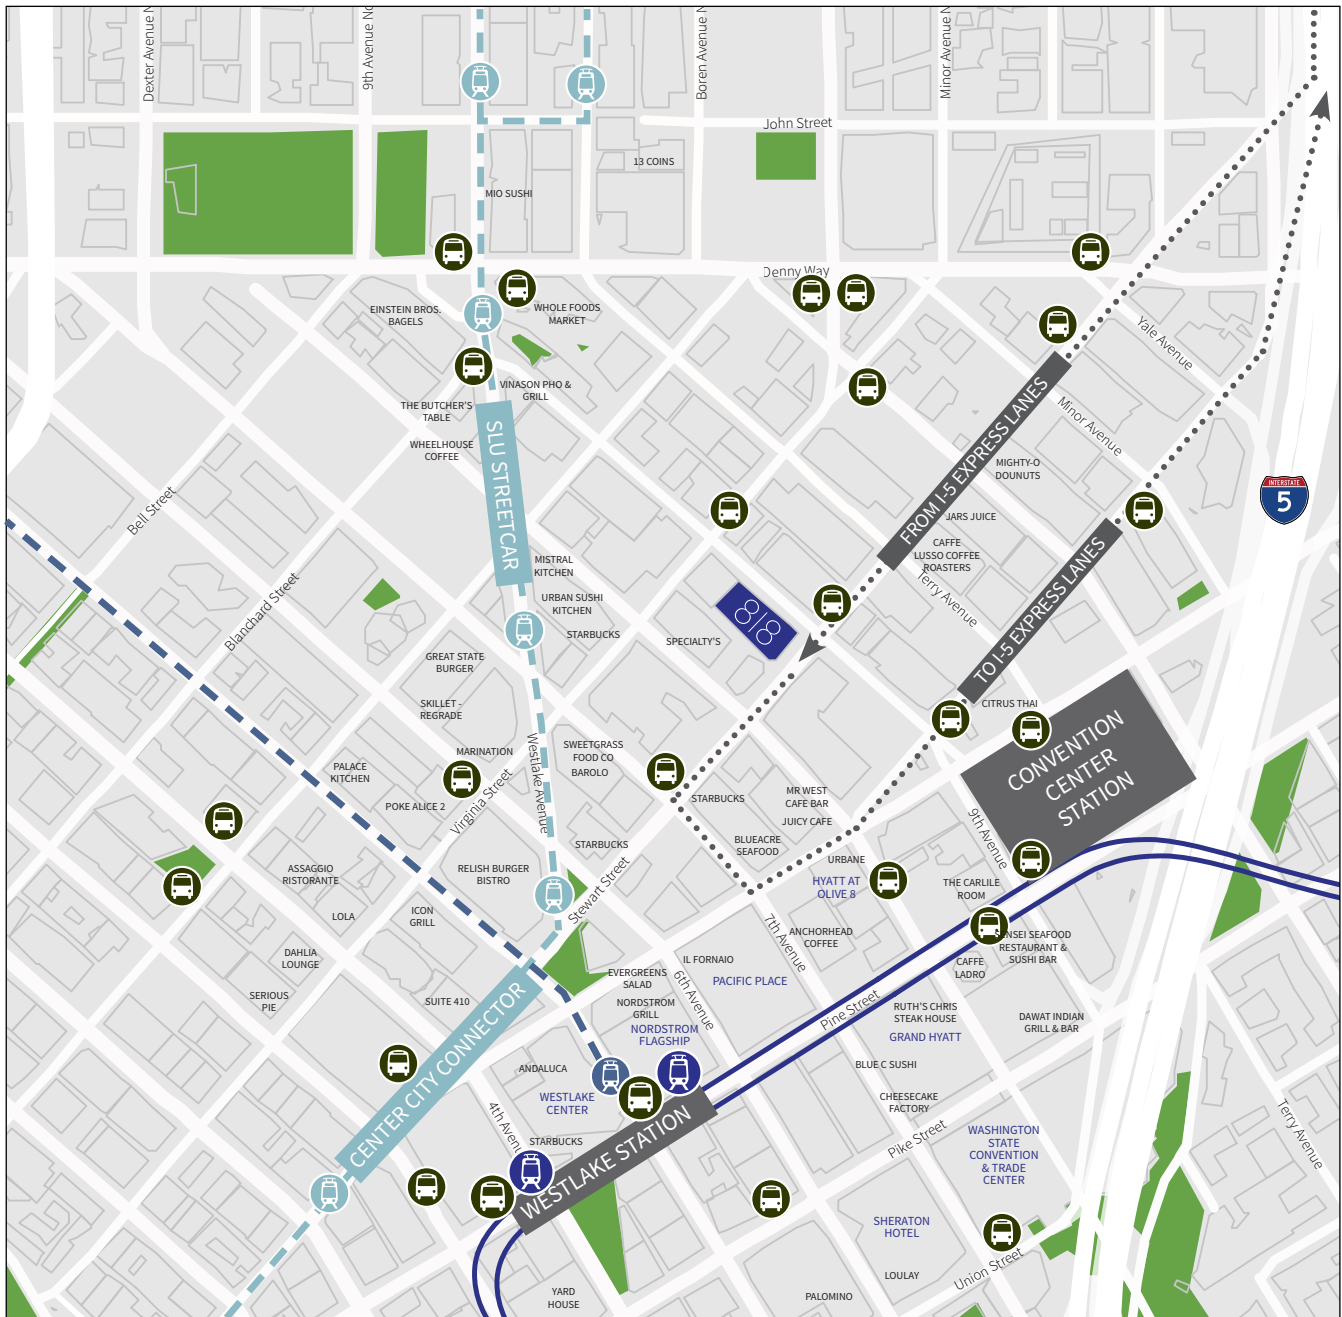 Dexter Avenue N
9th Avenue No
Boren Avenue N
Minor Avenue N
John Street
13 COINS
MIO SUSHI
Denny Way
EINSTEIN BROS.
BAGELS
WHOLE FOODS
MARKET
Yale Avenue
VINASON PHO &
GRILL
THE BUTCHER'S
TABLE
WHEELHOUSE
COFFEE
SLU STREETCAR
FROM I-5 EXPRESS LANES
Minor Avenue
MIGHTY-O
DOUNUTS
JARS JUICE
CAFFE
LUSSO COFFEE
ROASTERS
INTERSTATE
5
Bell Street
Blanchard Street
MISTRAL
KITCHEN
URBAN SUSHI
KITCHEN
STARBUCKS
SPECIALTY'S
818
Terry Avenue
TO I-5 EXPRESS LANES
GREAT STATE
BURGER
SKILLET -
REGRADE
CITRUS THAI
CONVENTION
CENTER
STATION
MARINATION
SWEETGRASS
FOOD CO
BAROLO
Westlake Avenue
PALACE
KITCHEN
POKE ALICE 2
Virginia Street
STARBUCKS
MR WEST
CAFE BAR
JUICY CAFE
BLUEACRE
SEAFOOD
9th Avenue
STARBUCKS
URBANE
HYATT AT
OLIVE 8
THE CARLILE
ROOM
ASSAGGIO
RISTORANTE
RELISH BURGER
BISTRO
Stewart Street
LOLA
ICON
GRILL
7th Avenue
ANCHORHEAD
COFFEE
SENSEI SEAFOOD
RESTAURANT &
SUSHI BAR
CAFFE
LADRO
DAHLIA
LOUNGE
IL FORNAIO
PACIFIC PLACE
EVERGREENS
SALAD
6th Avenue
SERIOUS
PIE
SUITE 410
NORDSTROM
GRILL
NORDSTROM
FLAGSHIP
Pine Street
RUTH'S CHRIS
STEAK HOUSE
GRAND HYATT
DAWAT INDIAN
GRILL & BAR
CENTER CITY CONNECTOR
ANDALUCA
WESTLAKE
CENTER
BLUE C SUSHI
CHEESECAKE
FACTORY
4th Avenu
STARBUCKS
WESTLAKE STATION
Pike Street
WASHINGTON
STATE
CONVENTION
& TRADE
CENTER
Terry Avenue
SHERATON
HOTEL
Union Street
LOULAY
YARD
HOUSE
PALOMINO